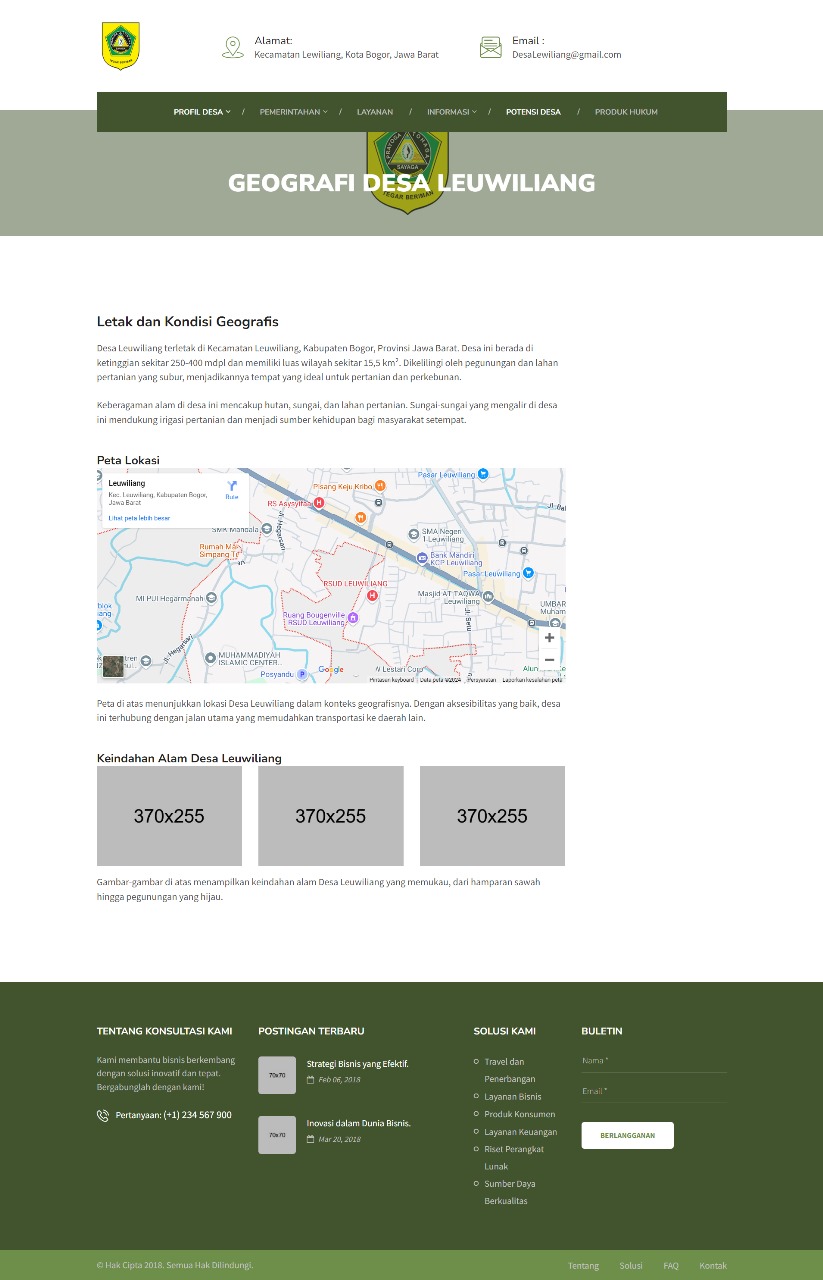 Alamat:
Kecamatan Lewiliang, Kota Bogor, Jawa Barat
Email :
DesaLewiliang@gmail.com
PROFIL DESA / PEMERINTAHAN / LAYANAN / INFORMASI / POTENSI DESA / PRODUK HUKUM
PRAYOGA TOHAGA
SAYAGA
GEOGRAFI DESA LEUWILIANG
TEGAR BERIMAN
Letak dan Kondisi Geografis
Desa Leuwiliang terletak di Kecamatan Leuwiliang, Kabupaten Bogor, Provinsi Jawa Barat. Desa ini berada di
ketinggian sekitar 250-400 mdpl dan memiliki luas wilayah sekitar 15,5 km². Dikelilingi oleh pegunungan dan lahan
pertanian yang subur, menjadikannya tempat yang ideal untuk pertanian dan perkebunan.
Keberagaman alam di desa ini mencakup hutan, sungai, dan lahan pertanian. Sungai-sungai yang mengalir di desa
ini mendukung irigasi pertanian dan menjadi sumber kehidupan bagi masyarakat setempat.
Peta Lokasi
Leuwiliang
Kec. Leuwiliang, Kabupaten Bogor,
Jawa Barat
Rute
Lihat peta lebih besar
Pasar Leuwiliang
Pisang Keju Kribo
RS Asysyifaa
SMK Mandala
Jl. Hegarsari
SMA Negeri
1 Leuwiliang
Rumah Ma
Simpang T
Bank Mandiri
KCP Leuwiliang
Pasar Leuwiliang
RSUD LEUWILIANG
MI PUI Hegarmanah
Masjid AT TAQWA
Leuwiliang
UMBAR
Muham
Ruang Bougenville
RSUD Leuwiliang
Jl. Hegarsari
MUHAMMADIYAH
ISLAMIC CENTER...
Posyandu
Google
W Lestari Corp
Pintasan keyboard
Data peta ©2024
Persyaratan
Laporkan kesalahan peta
Peta di atas menunjukkan lokasi Desa Leuwiliang dalam konteks geografisnya. Dengan aksesibilitas yang baik, desa
ini terhubung dengan jalan utama yang memudahkan transportasi ke daerah lain.
Keindahan Alam Desa Leuwiliang
370x255 370x255 370x255
Gambar-gambar di atas menampilkan keindahan alam Desa Leuwiliang yang memukau, dari hamparan sawah
hingga pegunungan yang hijau.
TENTANG KONSULTASI KAMI
Kami membantu bisnis berkembang
dengan solusi inovatif dan tepat.
Bergabunglah dengan kami!
Pertanyaan: (+1) 234 567 900
POSTINGAN TERBARU
70x70
Strategi Bisnis yang Efektif.
Feb 06, 2018
70x70
Inovasi dalam Dunia Bisnis.
Mar 20, 2018
SOLUSI KAMI
Travel dan
Penerbangan
Layanan Bisnis
Produk Konsumen
Layanan Keuangan
Riset Perangkat
Lunak
Sumber Daya
Berkualitas
BULETIN
Nama *
Email *
BERLANGGANAN
© Hak Cipta 2018. Semua Hak Dilindungi.
Tentang Solusi FAQ Kontak